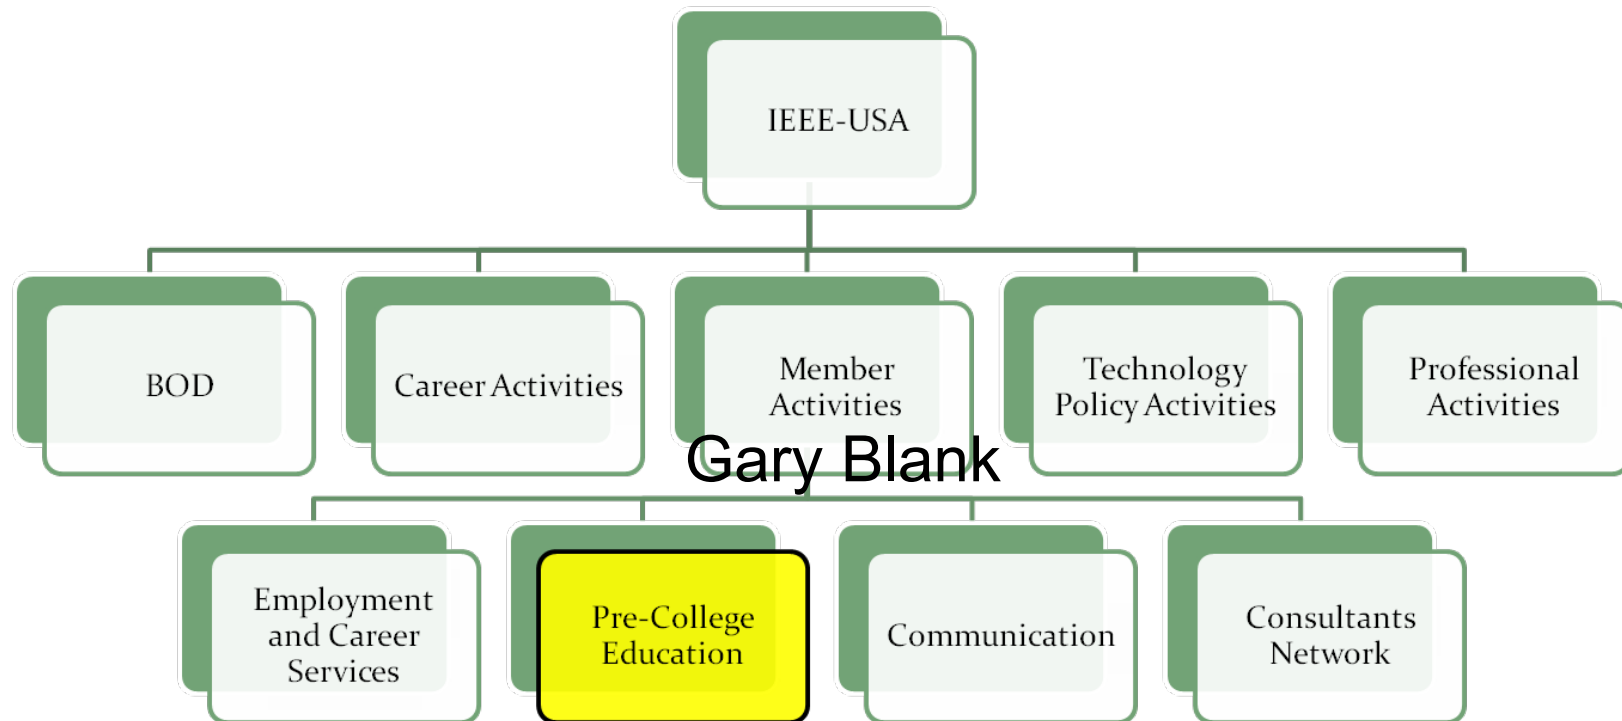 IEEE-USA
BOD
Career Activities
Member
Activities
Technology
Policy Activities
Professional
Activities
Gary Blank
Employment
and Career
Services
Pre-College
Education
Communication
Consultants
Network